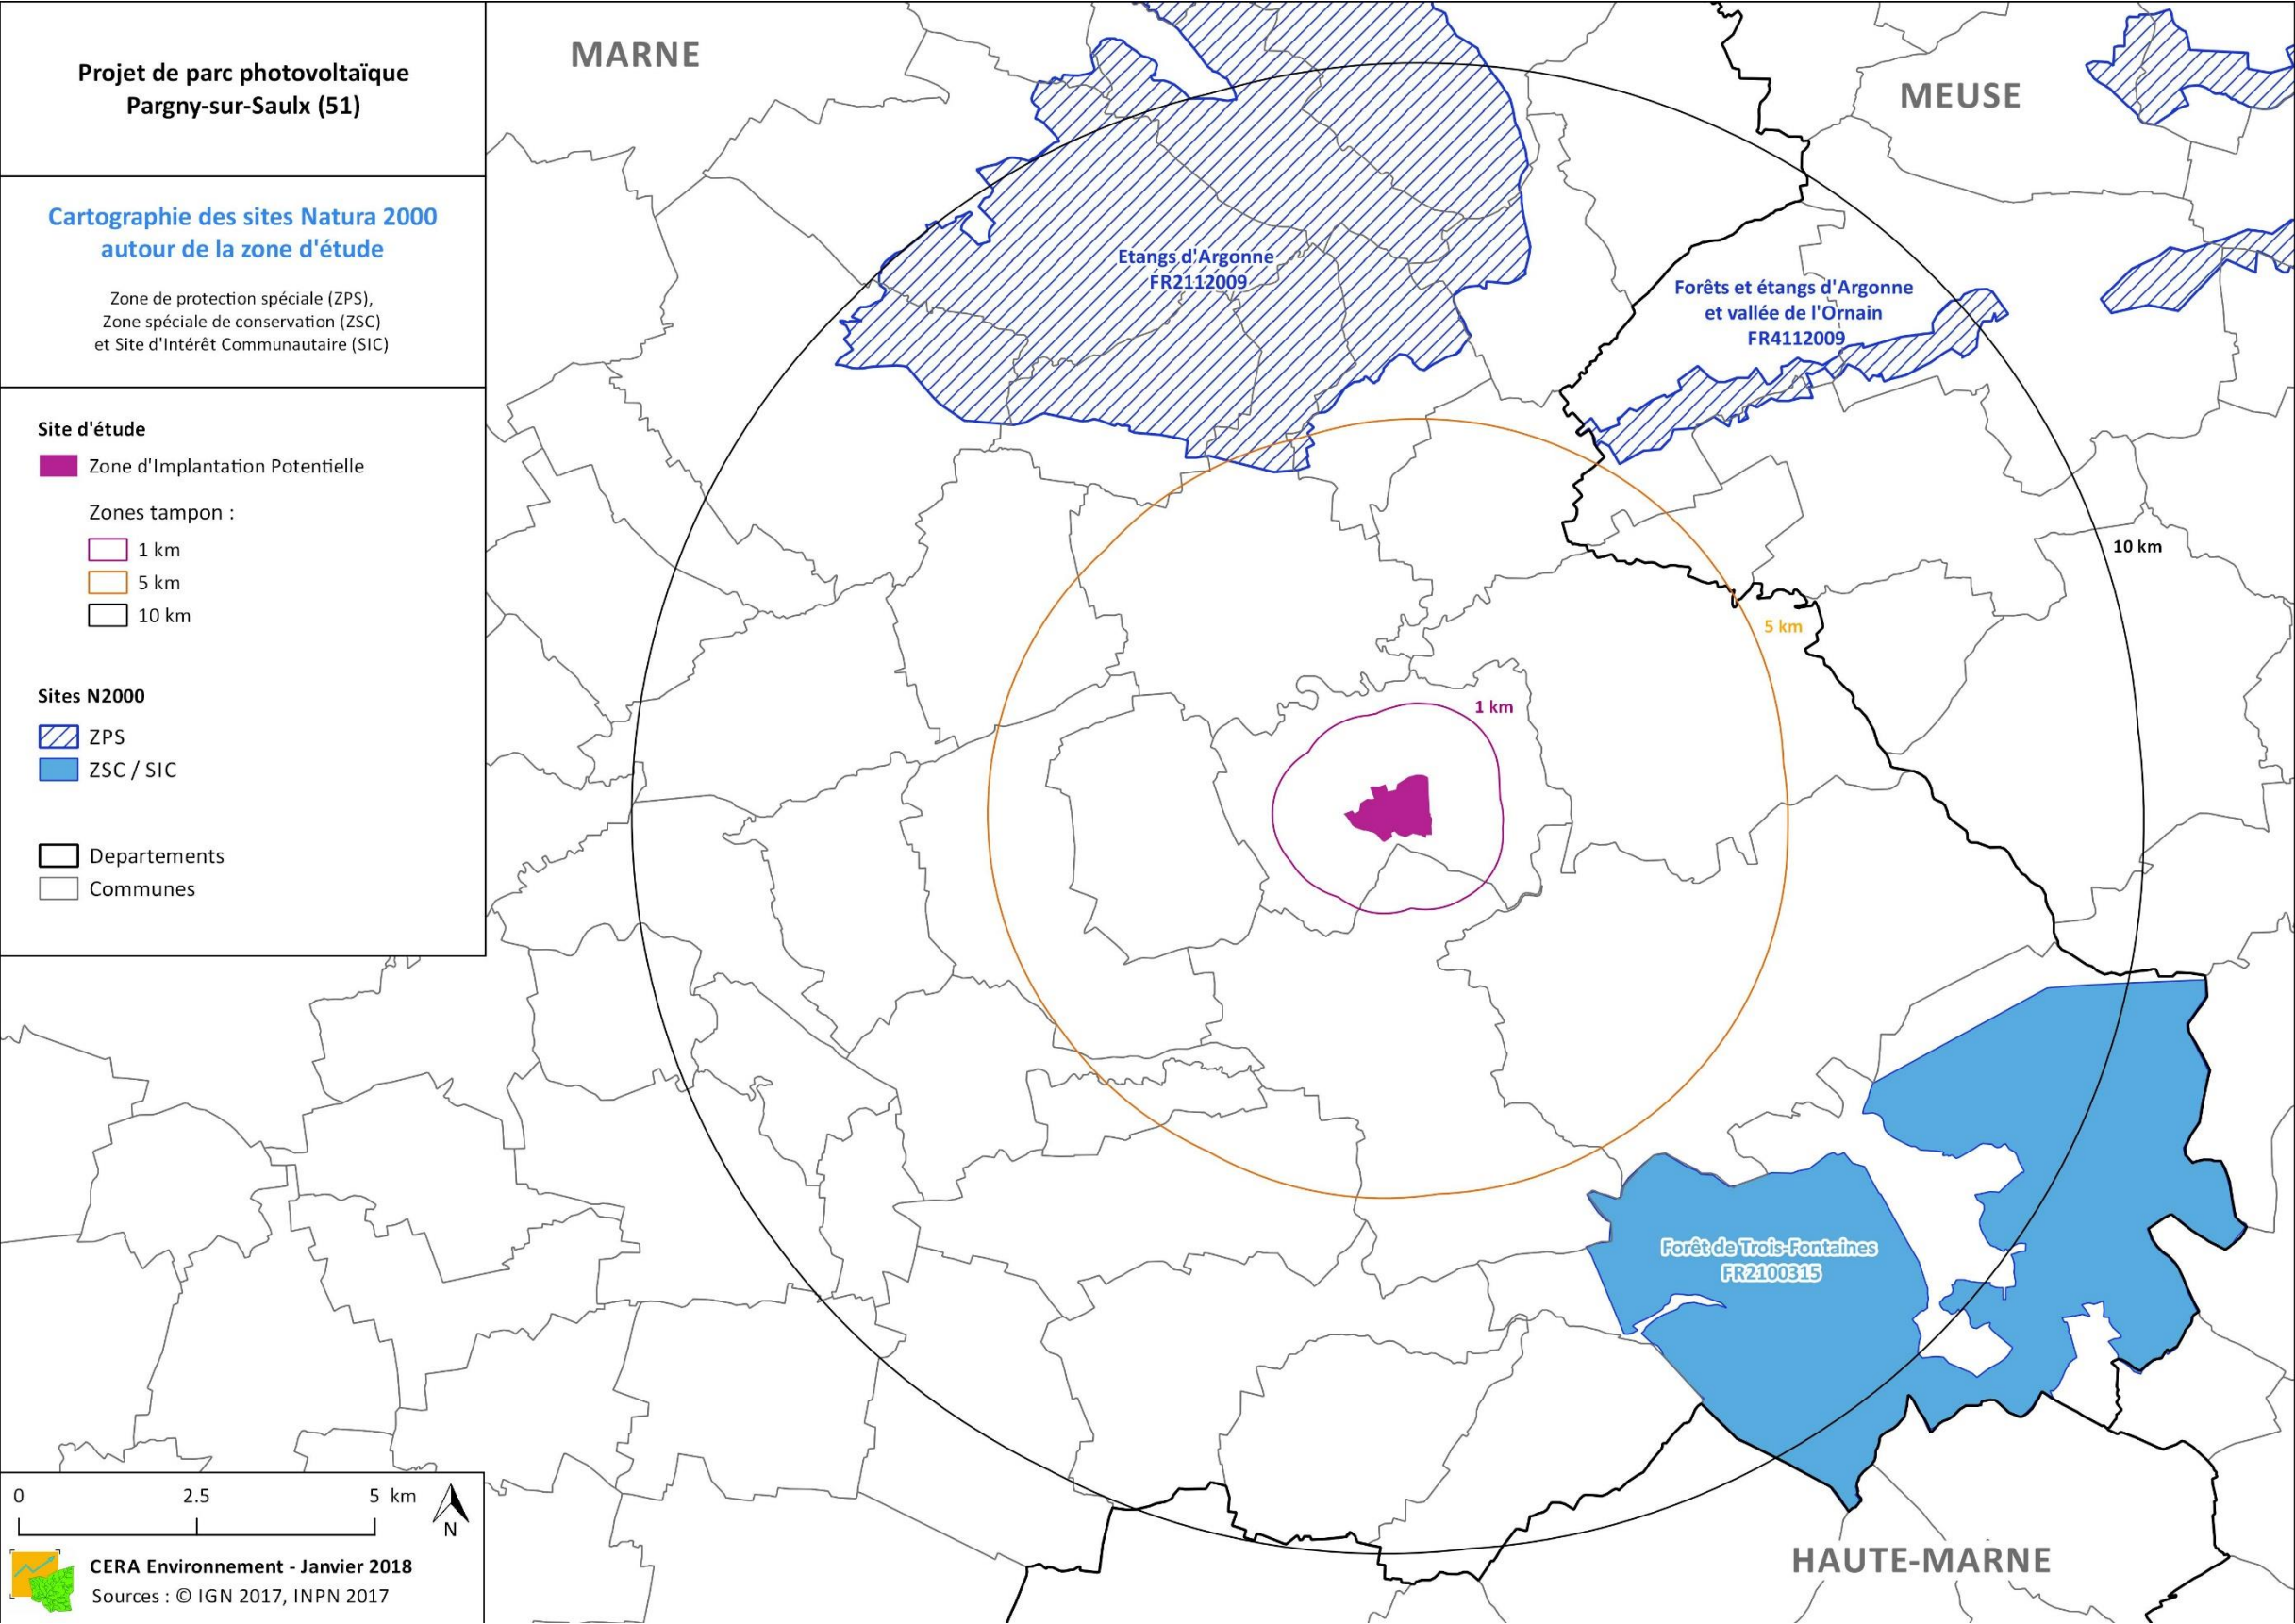 Projet de parc photovoltaïque
Pargny-sur-Saulx (51)
Cartographie des sites Natura 2000
autour de la zone d'étude
Zone de protection spéciale (ZPS),
Zone spéciale de conservation (ZSC)
et Site d'Intérêt Communautaire (SIC)
Site d'étude
Zone d'Implantation Potentielle
Zones tampon :
1 km
5 km
10 km
Sites N2000
ZPS
ZSC / SIC
Departements
Communes
0 2.5 5 km
N
CERA Environnement - Janvier 2018
Sources : © IGN 2017, INPN 2017
MARNE
MEUSE
Etangs d'Argonne
FR2112009
Forêts et étangs d'Argonne
et vallée de l'Ornain
FR4112009
10 km
5 km
1 km
Forêt de Trois-Fontaines
FR2100315
HAUTE-MARNE